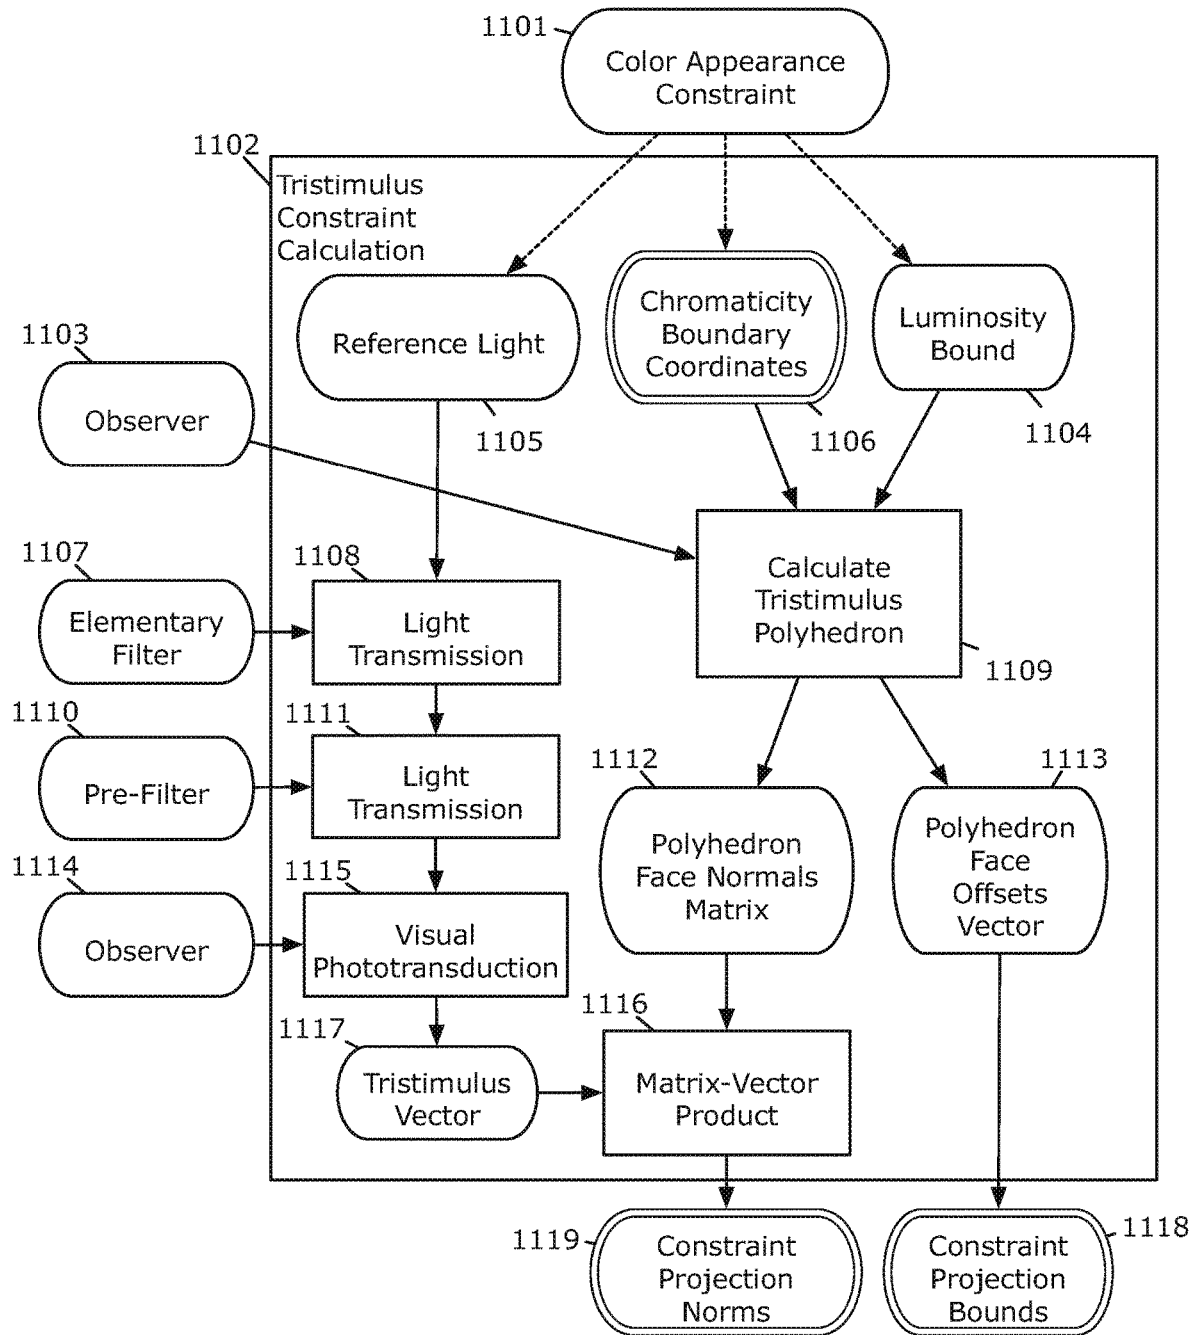 1101
Color Appearance
Constraint
1102
Tristimulus
Constraint
Calculation
1103
Observer
Reference Light
1105
Chromaticity
Boundary
Coordinates
1106
Luminosity
Bound
1104
1107
Elementary
Filter
1108
Light
Transmission
Calculate
Tristimulus
Polyhedron
1109
1110
Pre-Filter
1111
Light
Transmission
1112
Polyhedron
Face Normals
Matrix
1113
Polyhedron
Face
Offsets
Vector
1114
Observer
1115
Visual
Phototransduction
1116
Matrix-Vector
Product
1117
Tristimulus
Vector
1119
Constraint
Projection
Norms
1118
Constraint
Projection
Bounds